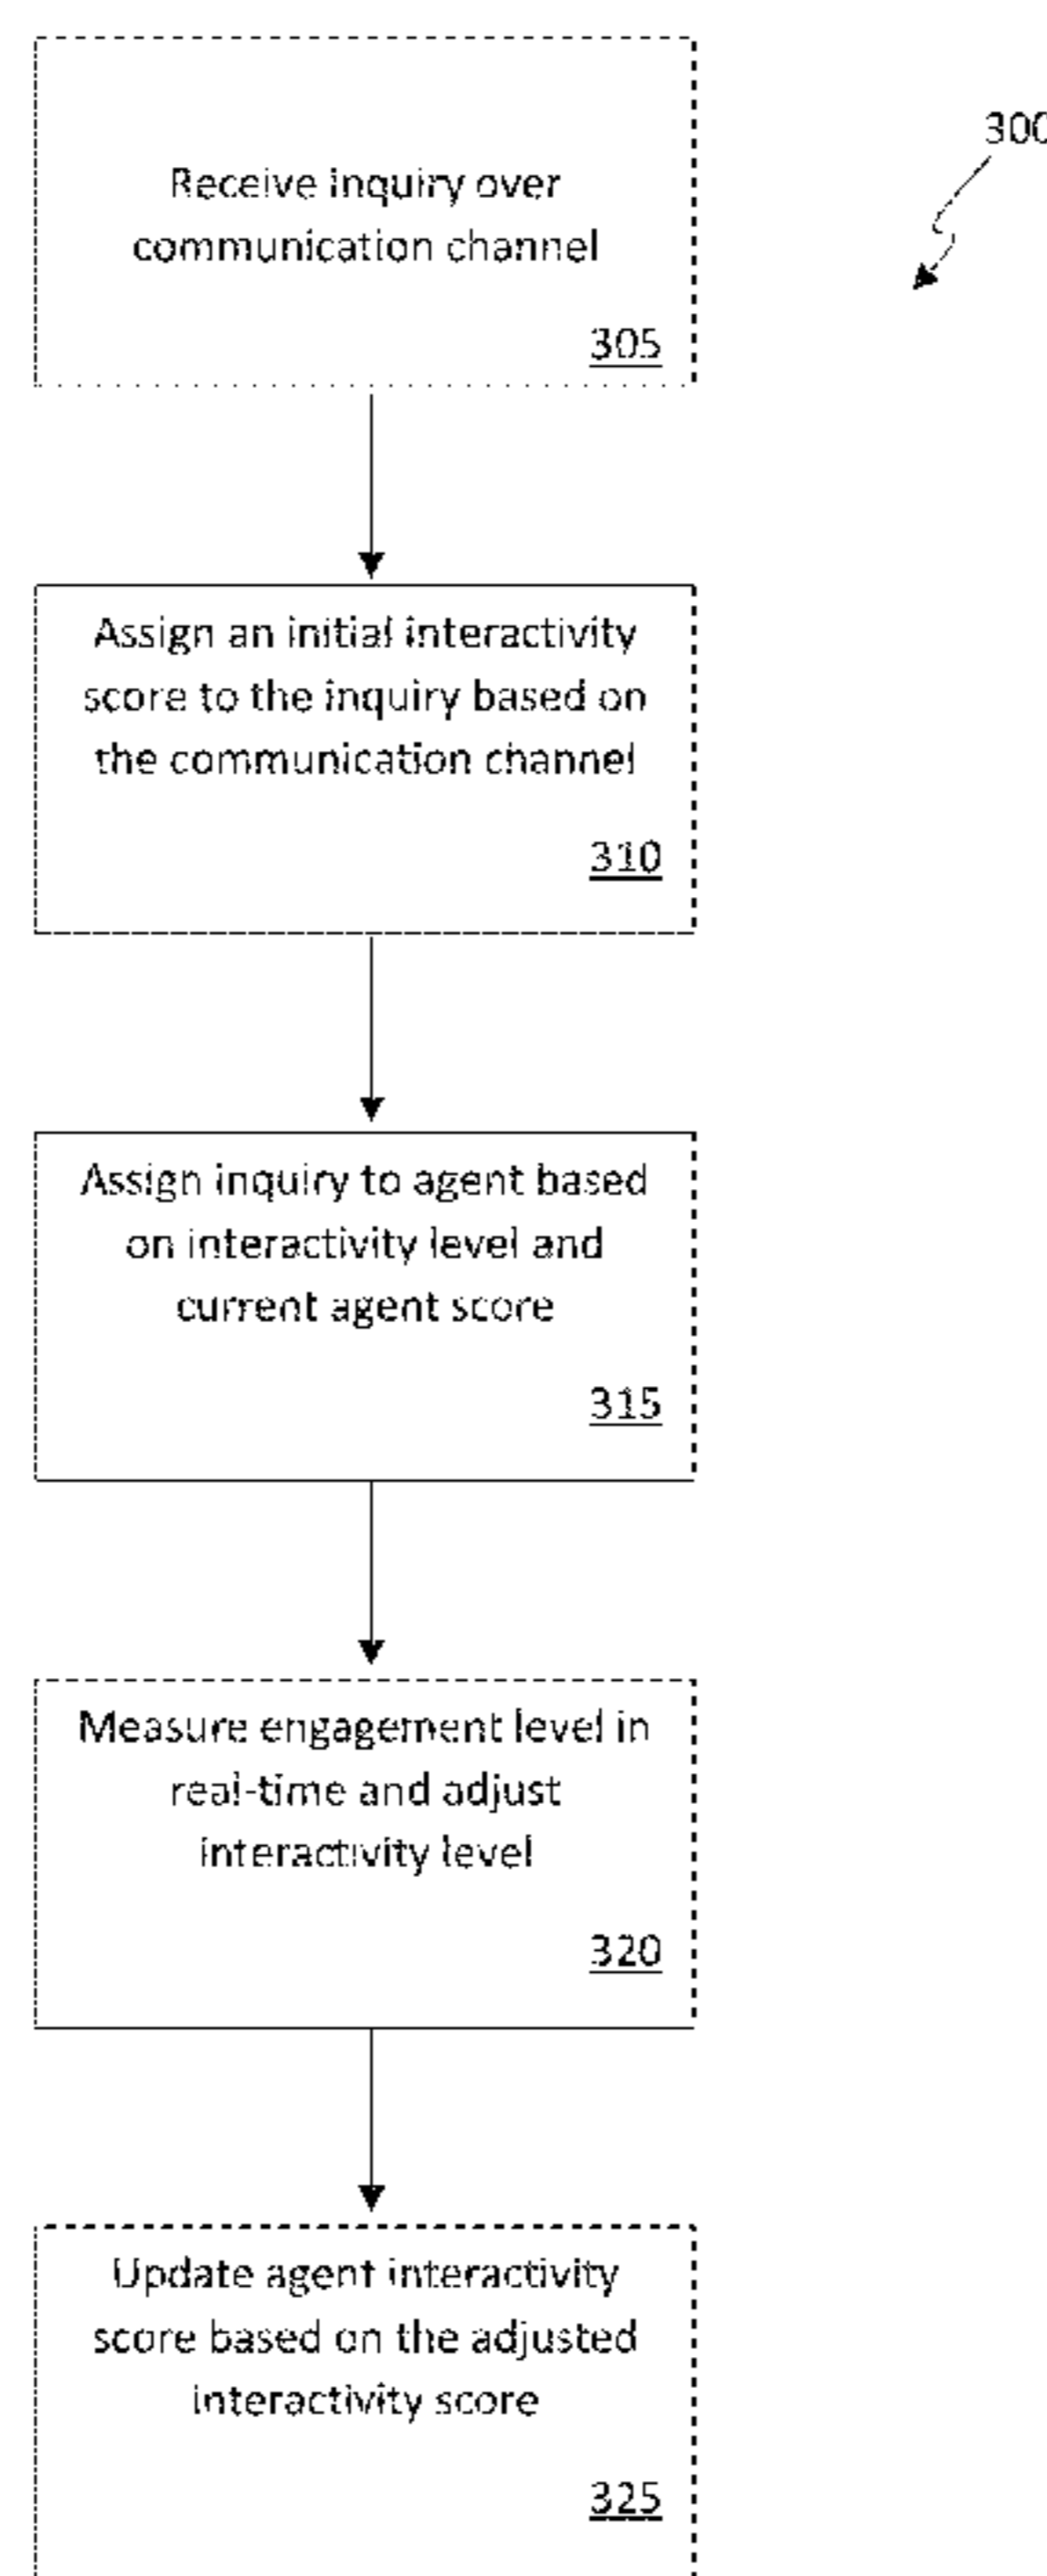 300
Receive inquiry over
communication channel
305
Assign an initial interactivity
score to the inquiry based on
the communication channel
310
Assign inquiry to agent based
on interactivity level and
current agent score
315
Measure engagement level in
real-time and adjust
interactivity level
320
Update agent interactivity
score based on the adjusted
interactivity score
325